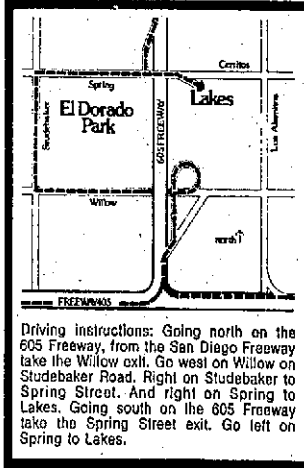 Cerritos
Spring
Lakes
El Dorado
Park
Studebaker
605 FREEWAY
Los Alamitos
Willow
north
FREEWAY 405
Driving instructions: Going north on the
605 Freeway, from the San Diego Freeway
take the Willow exit. Go west on Willow on
Studebaker Road. Right on Studebaker to
Spring Street. And right on Spring to
Lakes. Going south on the 605 Freeway
take the Spring Street exit. Go left on
Spring to Lakes.